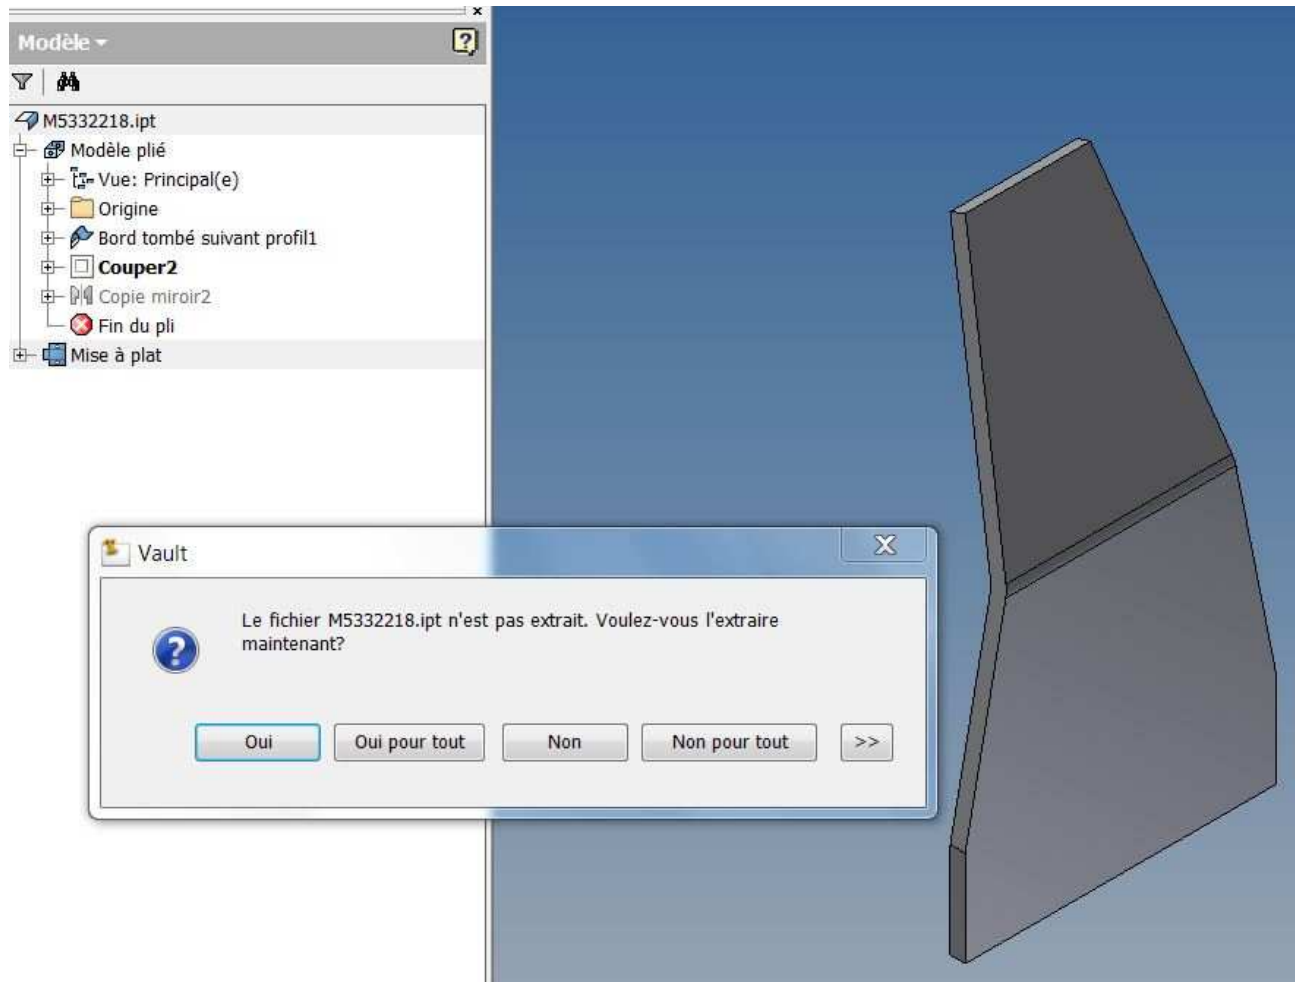 Modèle
M5332218.ipt
Modèle plié
Vue: Principal(e)
Origine
Bord tombé suivant profil1
Couper2
Copie miroir2
Fin du pli
Mise à plat
Vault
Le fichier M5332218.ipt n'est pas extrait. Voulez-vous l'extraire
maintenant?
Oui Oui pour tout Non Non pour tout >>